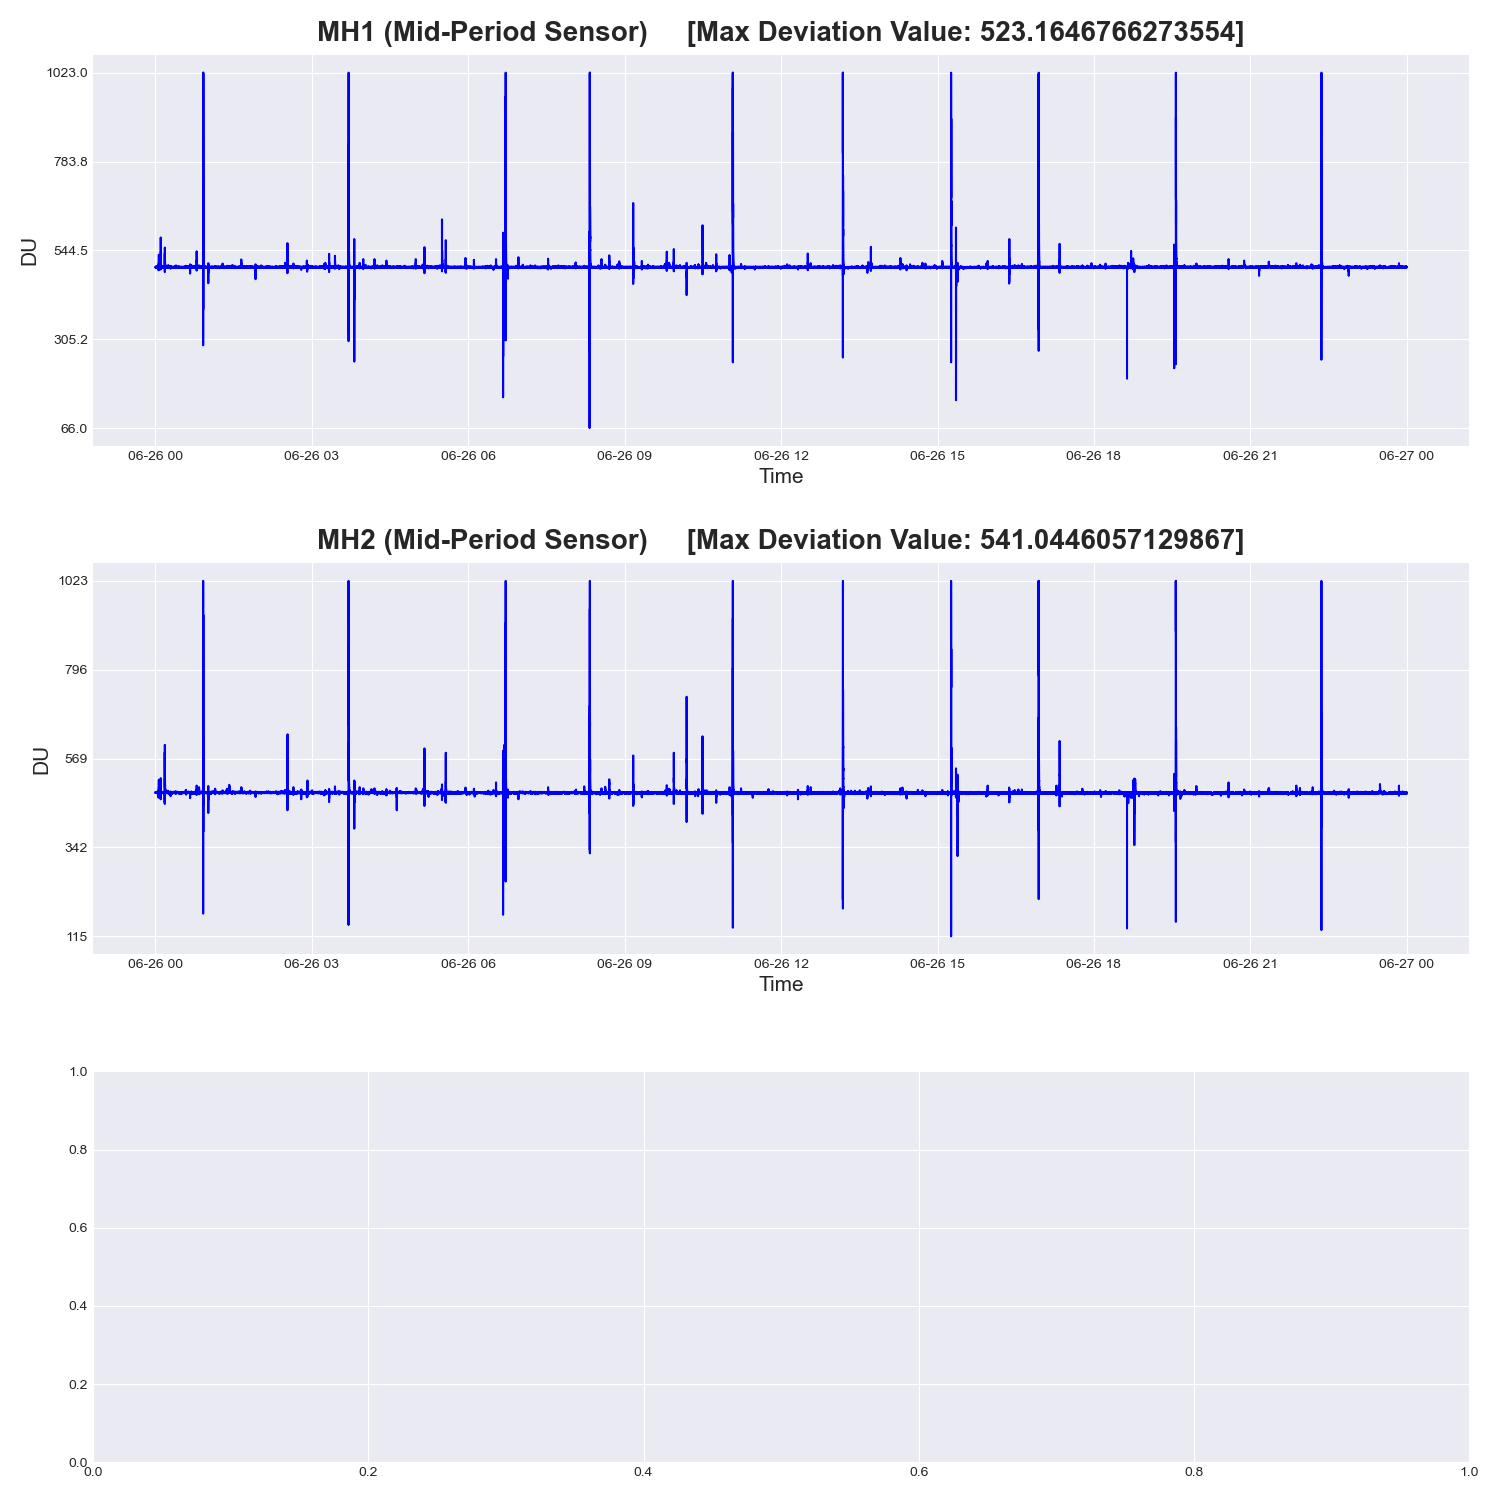 MH1 (Mid-Period Sensor) [Max Deviation Value: 523.1646766273554]
1023.0
783.8
544.5
305.2
66.0
DU
06-26 00 06-26 03 06-26 06 06-26 09 06-26 12 06-26 15 06-26 18 06-26 21 06-27 00
Time
MH2 (Mid-Period Sensor) [Max Deviation Value: 541.0446057129867]
1023
796
569
342
115
DU
06-26 00 06-26 03 06-26 06 06-26 09 06-26 12 06-26 15 06-26 18 06-26 21 06-27 00
Time
1.0
0.8
0.6
0.4
0.2
0.0
0.0 0.2 0.4 0.6 0.8 1.0